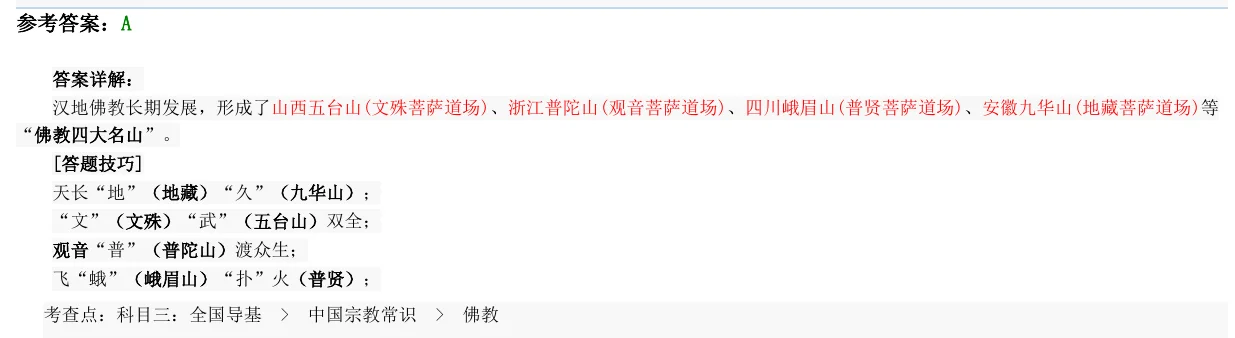 参考答案：A
答案详解：
汉地佛教长期发展，形成了山西五台山(文殊菩萨道场)、浙江普陀山(观音菩萨道场)、四川峨眉山(普贤菩萨道场)、安徽九华山(地藏菩萨道场)等
“佛教四大名山”。
[答题技巧]
天长“地”（地藏）“久”（九华山）；
“文”（文殊）“武”（五台山）双全；
观音“普”（普陀山）渡众生；
飞“蛾”（峨眉山）“扑”火（普贤）；
考查点：科目三：全国导基 > 中国宗教常识 > 佛教